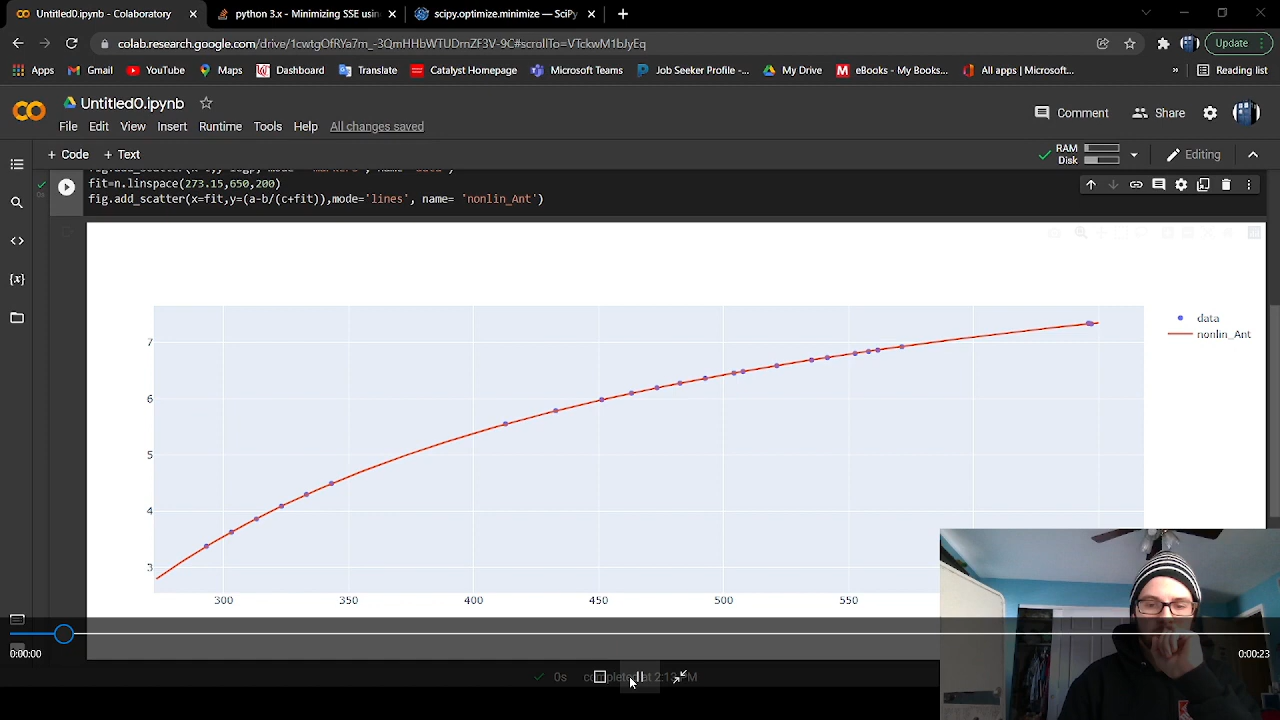 Untitled0.ipynb - Colaboratory
python 3.x - Minimizing SSE usin
scipy.optimize.minimize — SciPy
colab.research.google.com/drive/1cwtgOfRYa7m_-3QmHHbWTUDrnZF3V-9C#scrollTo=VTckwM1bJyEq
Update
Apps
Gmail
YouTube
Maps
Dashboard
Translate
Catalyst Homepage
Microsoft Teams
Job Seeker Profile -...
My Drive
eBooks - My Books...
All apps | Microsoft...
»
Reading list
Untitled0.ipynb
Comment
Share
File Edit View Insert Runtime Tools Help All changes saved
+ Code + Text
RAM
Disk
Editing
fit=n.linspace(273.15,650,200)
fig.add_scatter(x=fit,y=(a-b/(c+fit)),mode='lines', name= 'nonlin_Ant')
data
nonlin_Ant
7
6
5
4
3
300 350 400 450 500 550
0:00:00
0:00:23
0s